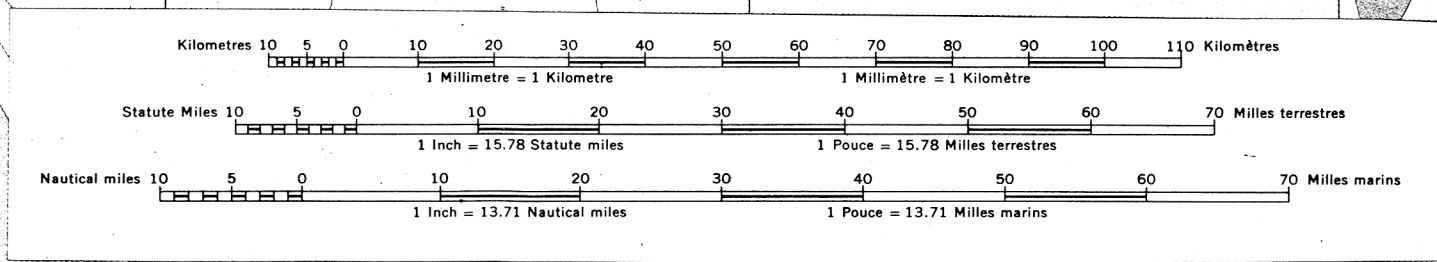 Kilometres 10 5 0 10 20 30 40 50 60 70 80 90 100 110 Kilomètres
1 Millimetre = 1 Kilometre 1 Millimètre = 1 Kilomètre
Statute Miles 10 5 0 10 20 30 40 50 60 70 Milles terrestres
1 Inch = 15.78 Statute miles 1 Pouce = 15.78 Milles terrestres
Nautical miles 10 5 0 10 20 30 40 50 60 70 Milles marins
1 Inch = 13.71 Nautical miles 1 Pouce = 13.71 Milles marins